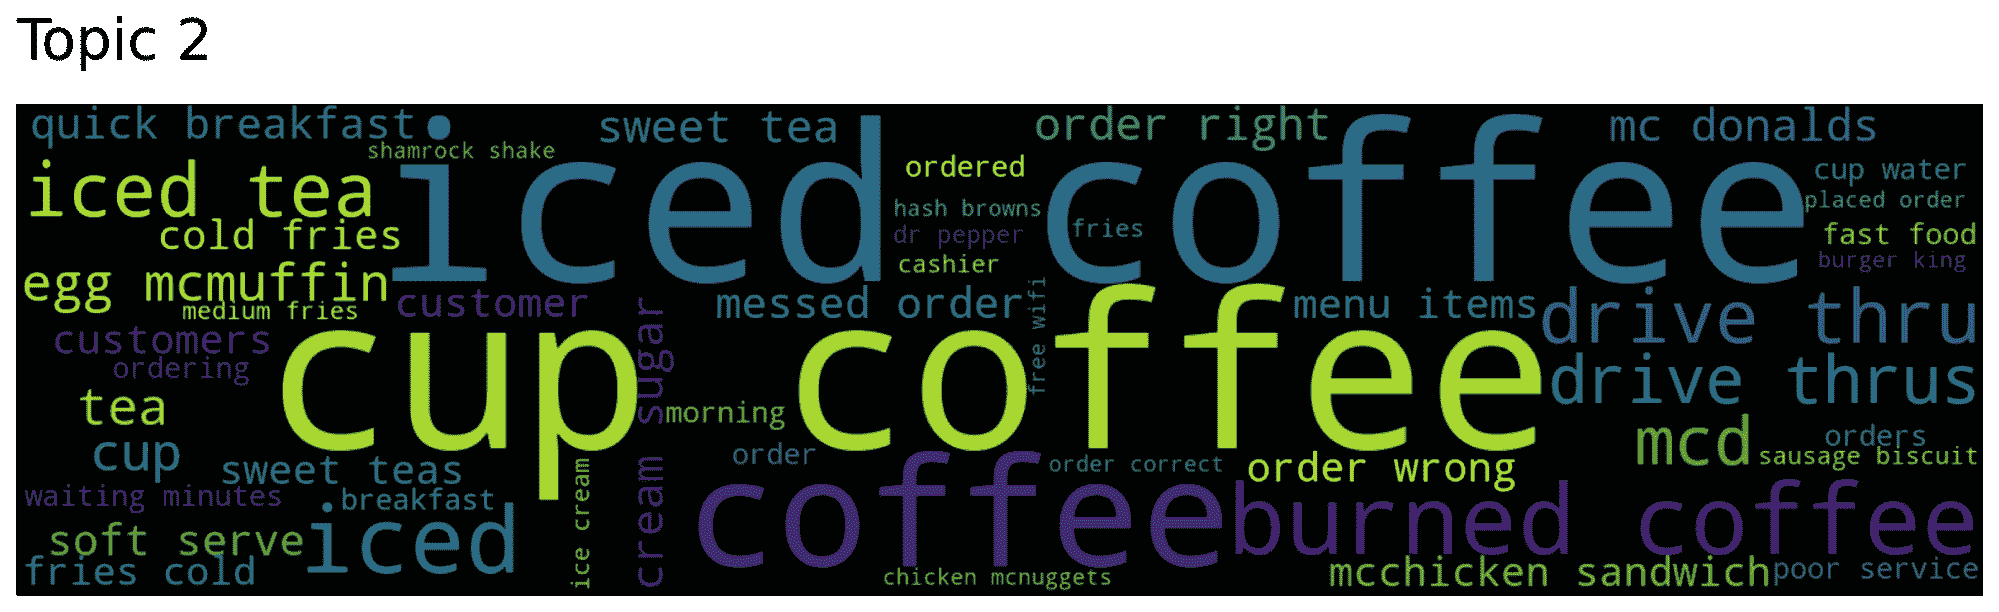 Topic 2
quick breakfast
sweet tea
order right
mc donalds
shamrock shake
iced coffee
ordered
cup water
iced tea
hash browns
placed order
cold fries
dr pepper
fries
fast food
egg mcmuffin
cashier
burger king
medium fries
customer
messed order
free wifi
menu items
drive thru
customers
cup coffee
cream sugar
ordering
drive thrus
tea
morning
mcd
orders
cup
sweet teas
order
order correct
order wrong
sausage biscuit
waiting minutes
breakfast
ice cream
coffee
burned coffee
soft serve
iced
fries cold
chicken mcnuggets
mcchicken sandwich
poor service